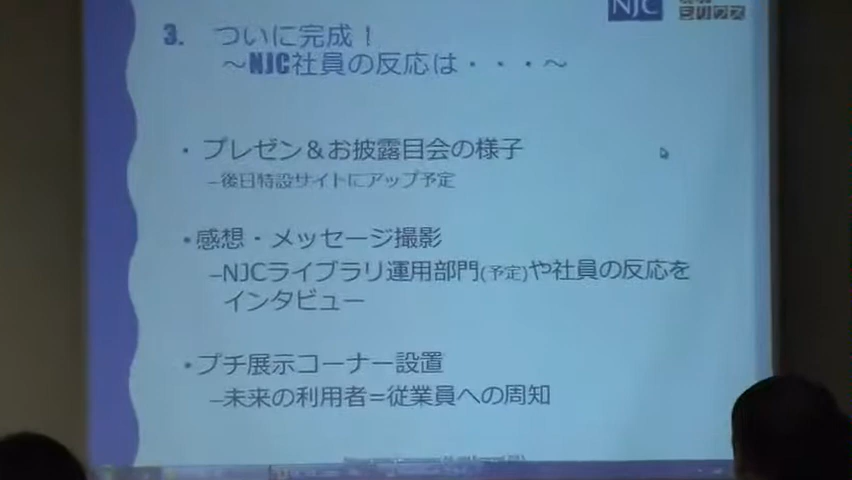 NJC
ミリウス
3. ついに完成！
～NJC社員の反応は・・・～
・プレゼン＆お披露目会の様子
–後日特設サイトにアップ予定
・感想・メッセージ撮影
–NJCライブラリ運用部門(予定)や社員の反応を
インタビュー
・プチ展示コーナー設置
–未来の利用者=従業員への周知